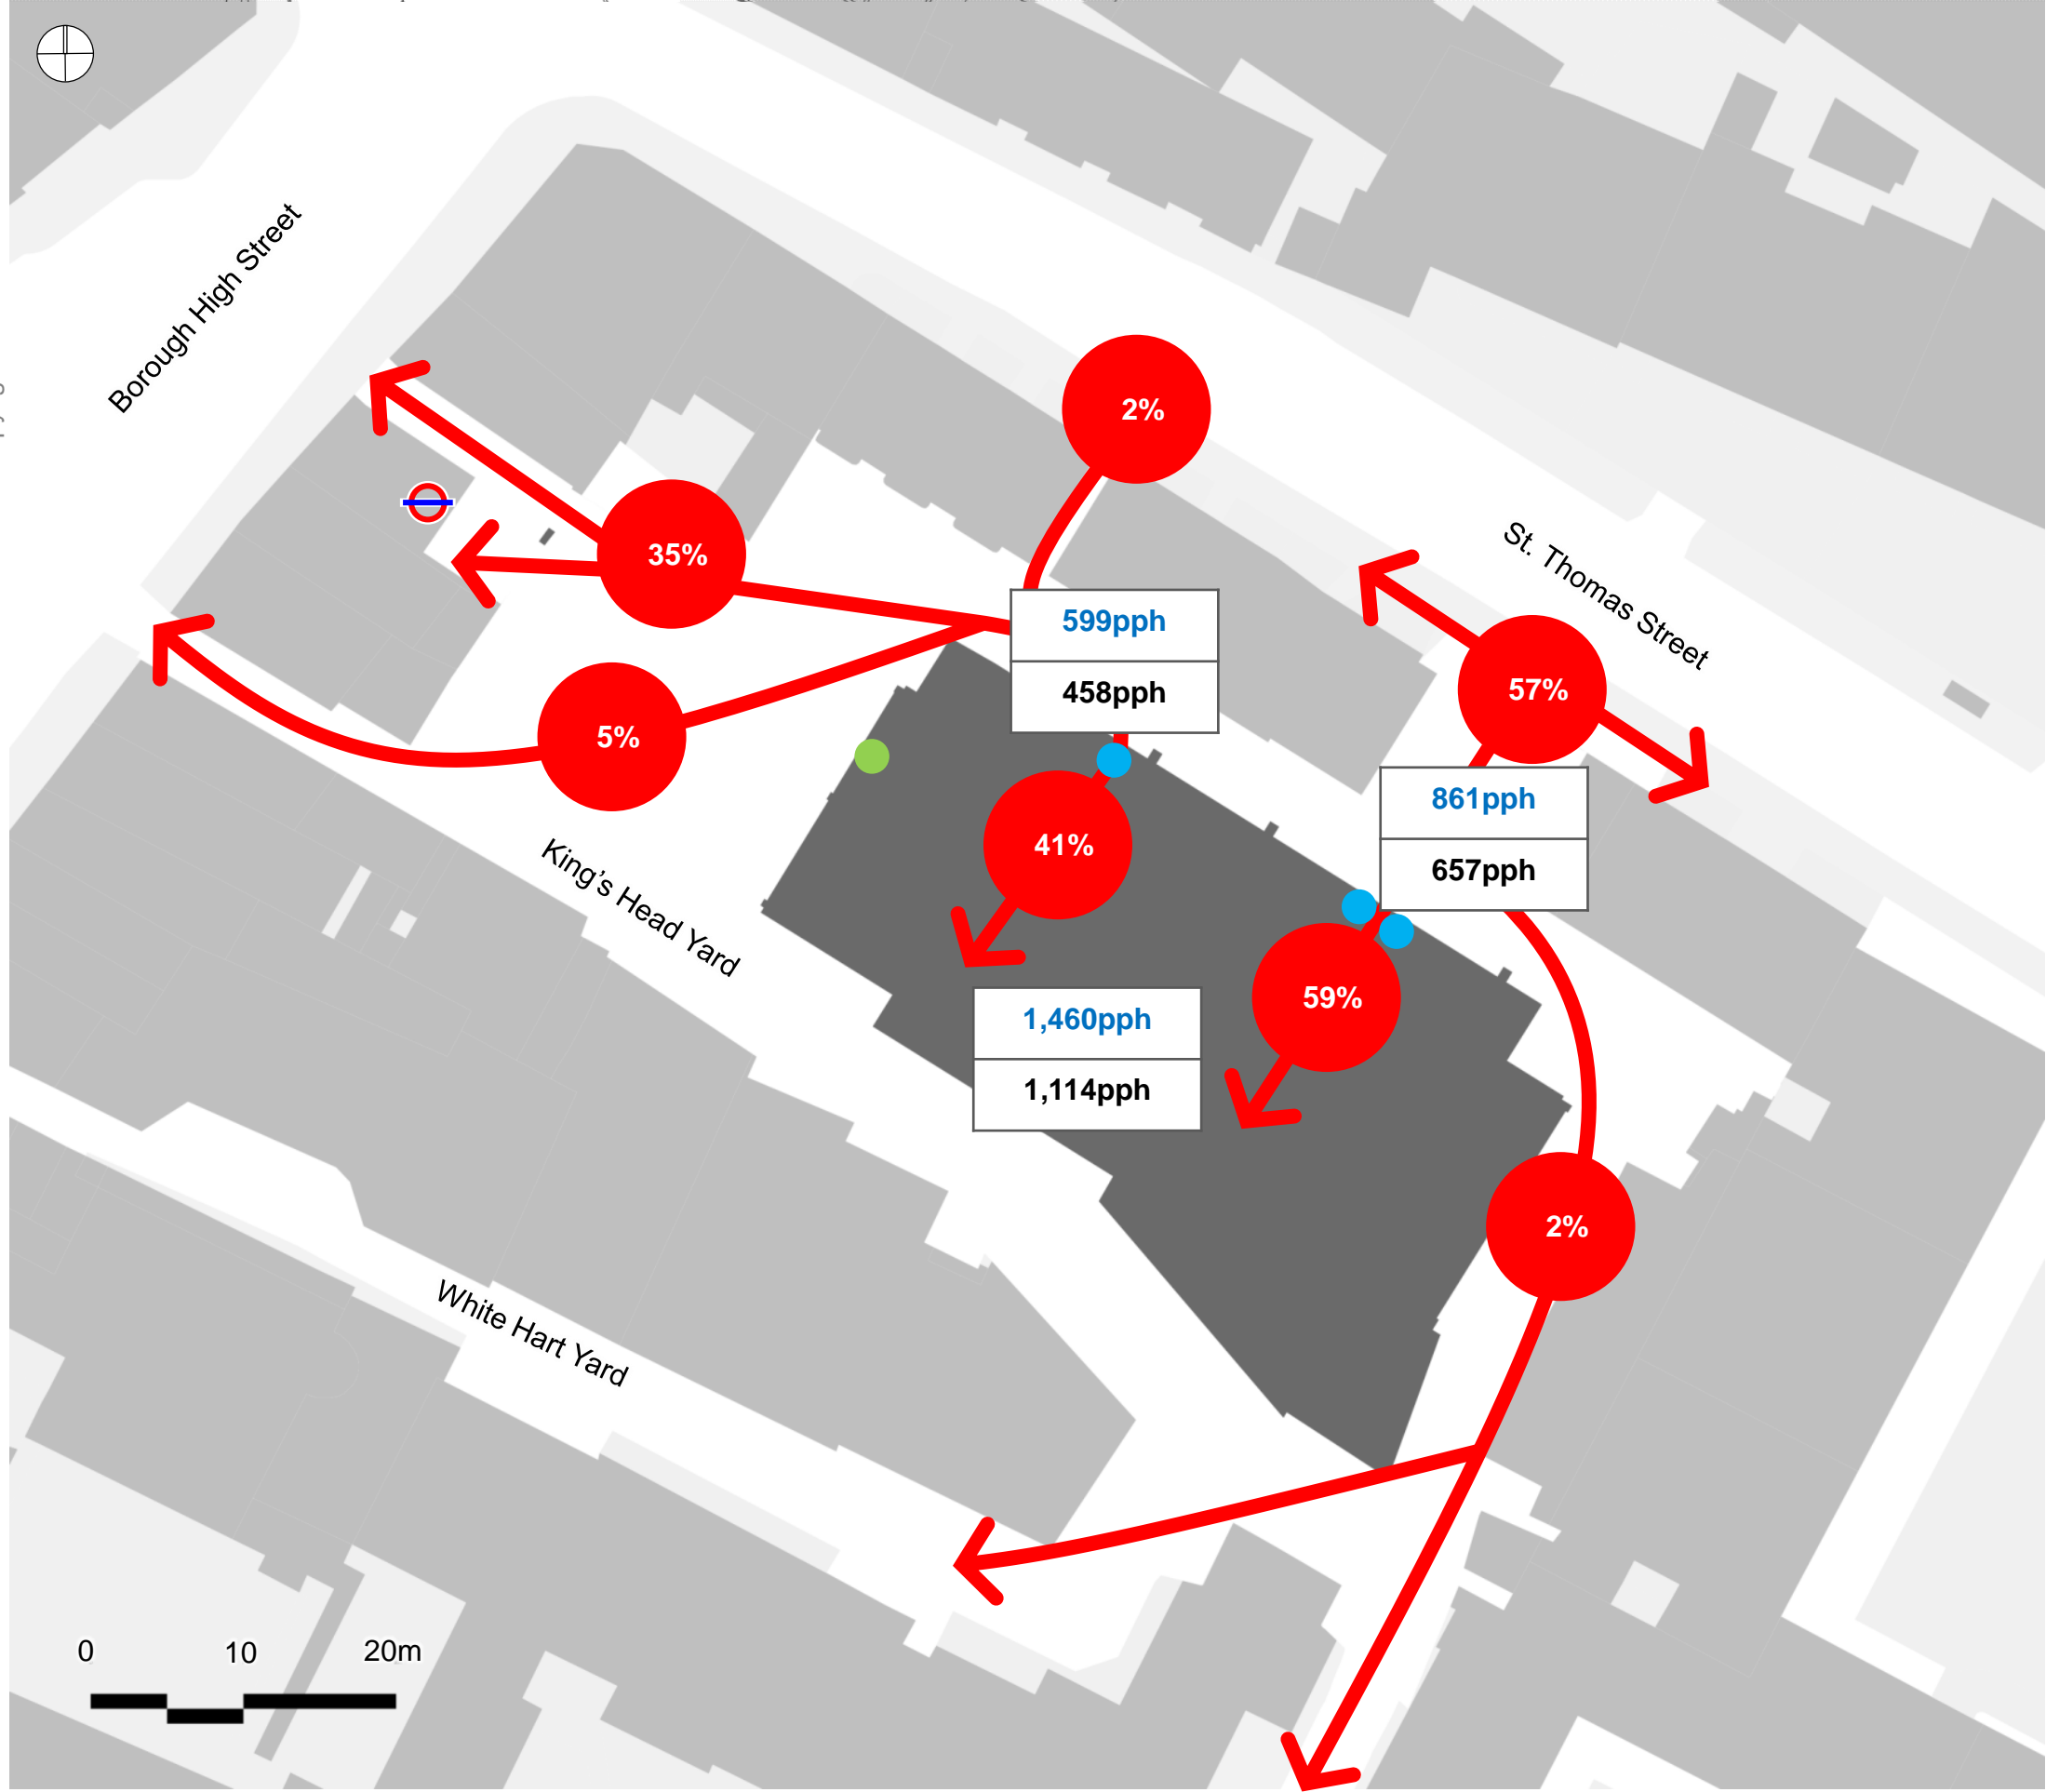 Borough High Street
2%
St. Thomas Street
35%
599pph
458pph
57%
5%
861pph
657pph
41%
King's Head Yard
59%
1,460pph
1,114pph
2%
White Hart Yard
0 10 20m